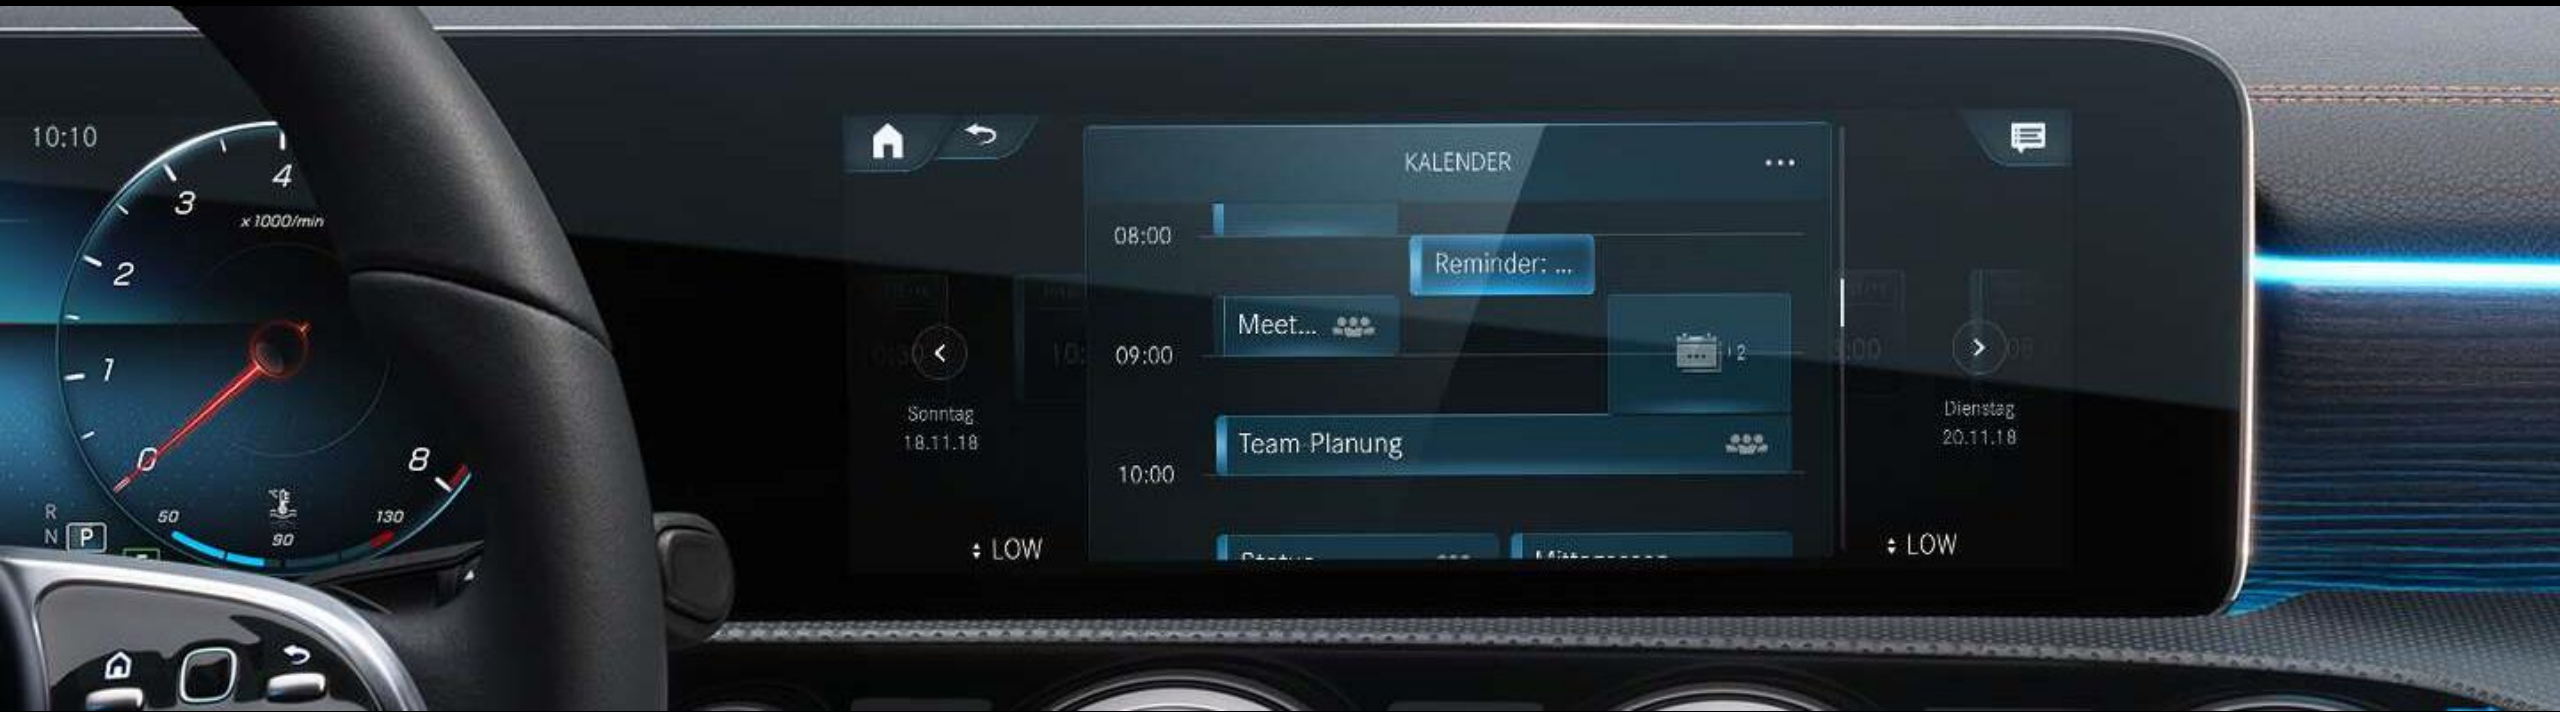 10:10
4
3
x 1000/min
2
1
0
8
R
N P
50
90
130
KALENDER
08:00
Reminder: ...
Meet...
09:00
2
Team Planung
10:00
Sonntag
18.11.18
Dienstag
20.11.18
LOW
LOW